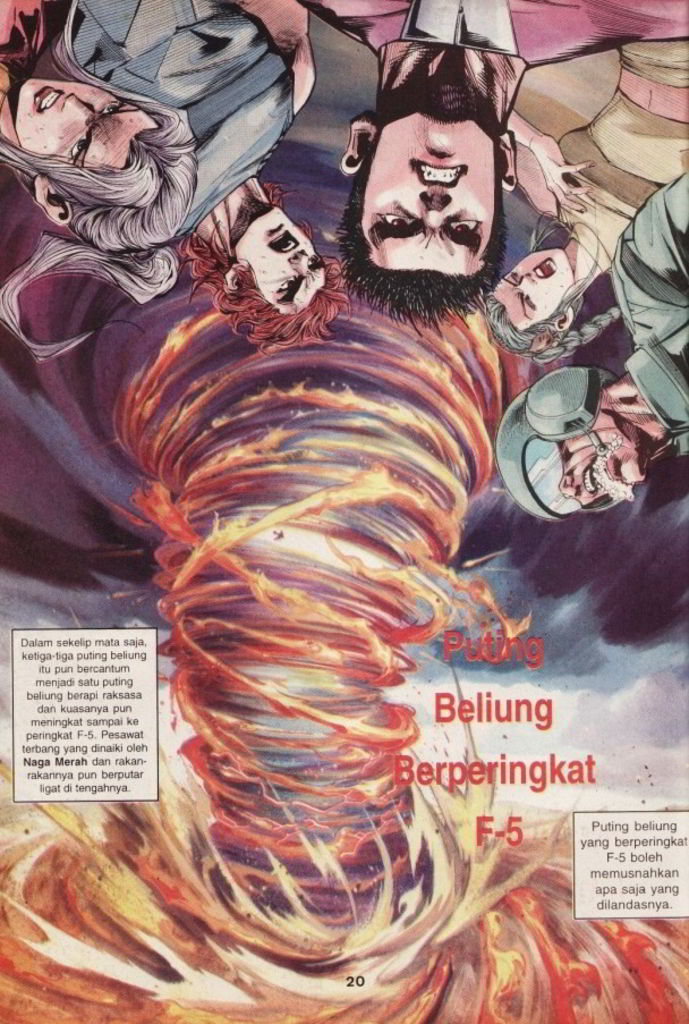 Dalam sekelip mata saja,
ketiga-tiga puting beliung
itu pun bercantum
menjadi satu puting
beliung berapi raksasa
dan kuasanya pun
meningkat sampai ke
peringkat F-5. Pesawat
terbang yang dinaiki oleh
Naga Merah dan rakan-
rakannya pun berputar
ligat di tengahnya.
Puting
Beliung
Berperingkat
F-5
Puting beliung
yang berperingkat
F-5 boleh
memusnahkan
apa saja yang
dilandasnya.
20